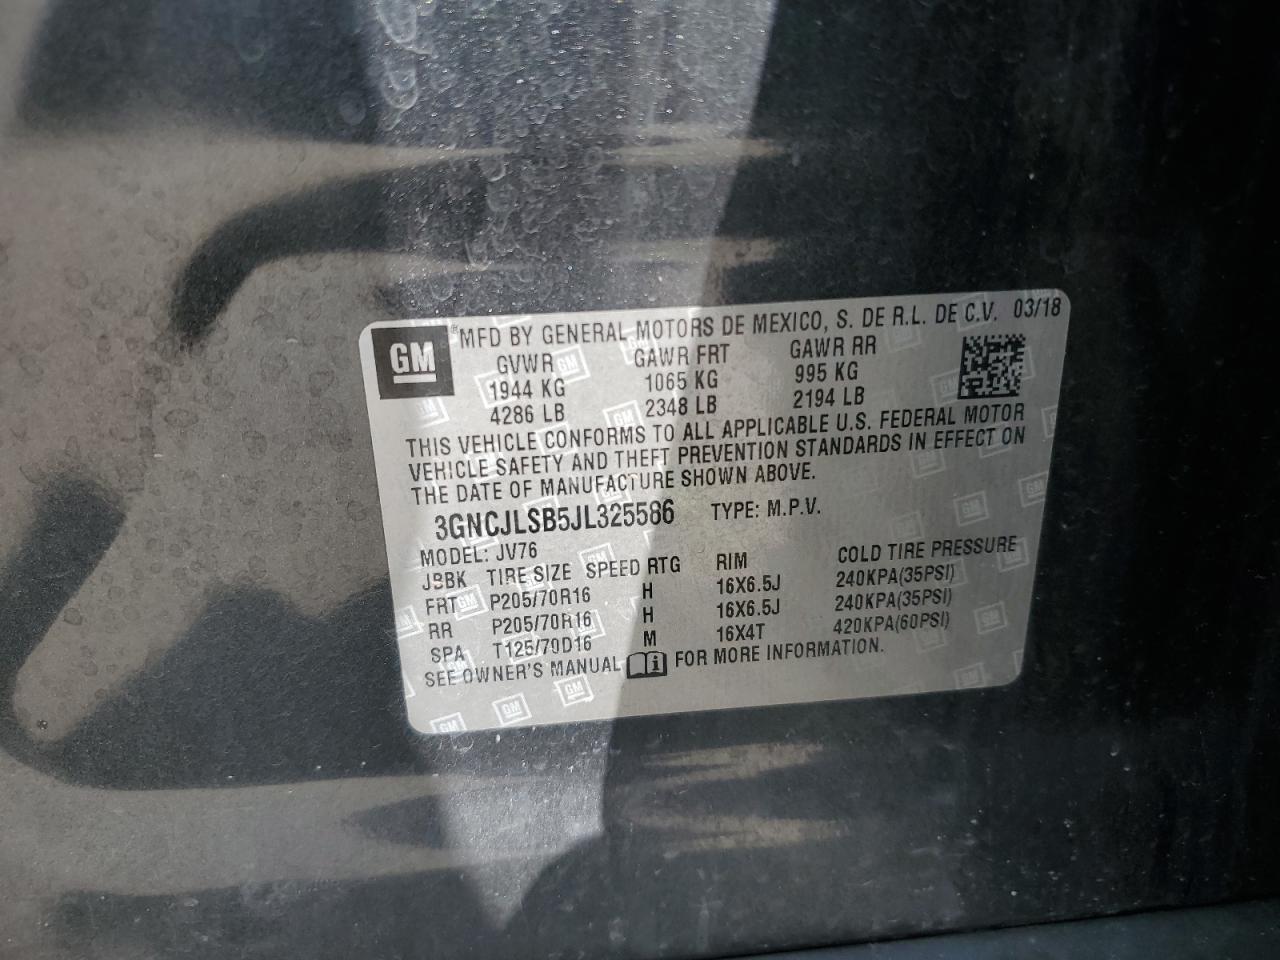 GM ® MFD BY GENERAL MOTORS DE MEXICO, S. DE R.L. DE C.V. 03/18
GVWR GAWR FRT GAWR RR
1944 KG 1065 KG 995 KG
4286 LB 2348 LB 2194 LB
THIS VEHICLE CONFORMS TO ALL APPLICABLE U.S. FEDERAL MOTOR
VEHICLE SAFETY AND THEFT PREVENTION STANDARDS IN EFFECT ON
THE DATE OF MANUFACTURE SHOWN ABOVE.
3GNCJLSB5JL325586 TYPE: M.P.V.
MODEL: JV76
JSBK TIRE SIZE SPEED RTG RIM COLD TIRE PRESSURE
FRT P205/70R16 H 16X6.5J 240KPA(35PSI)
RR P205/70R16 H 16X6.5J 240KPA(35PSI)
SPA T125/70D16 M 16X4T 420KPA(60PSI)
SEE OWNER'S MANUAL FOR MORE INFORMATION.